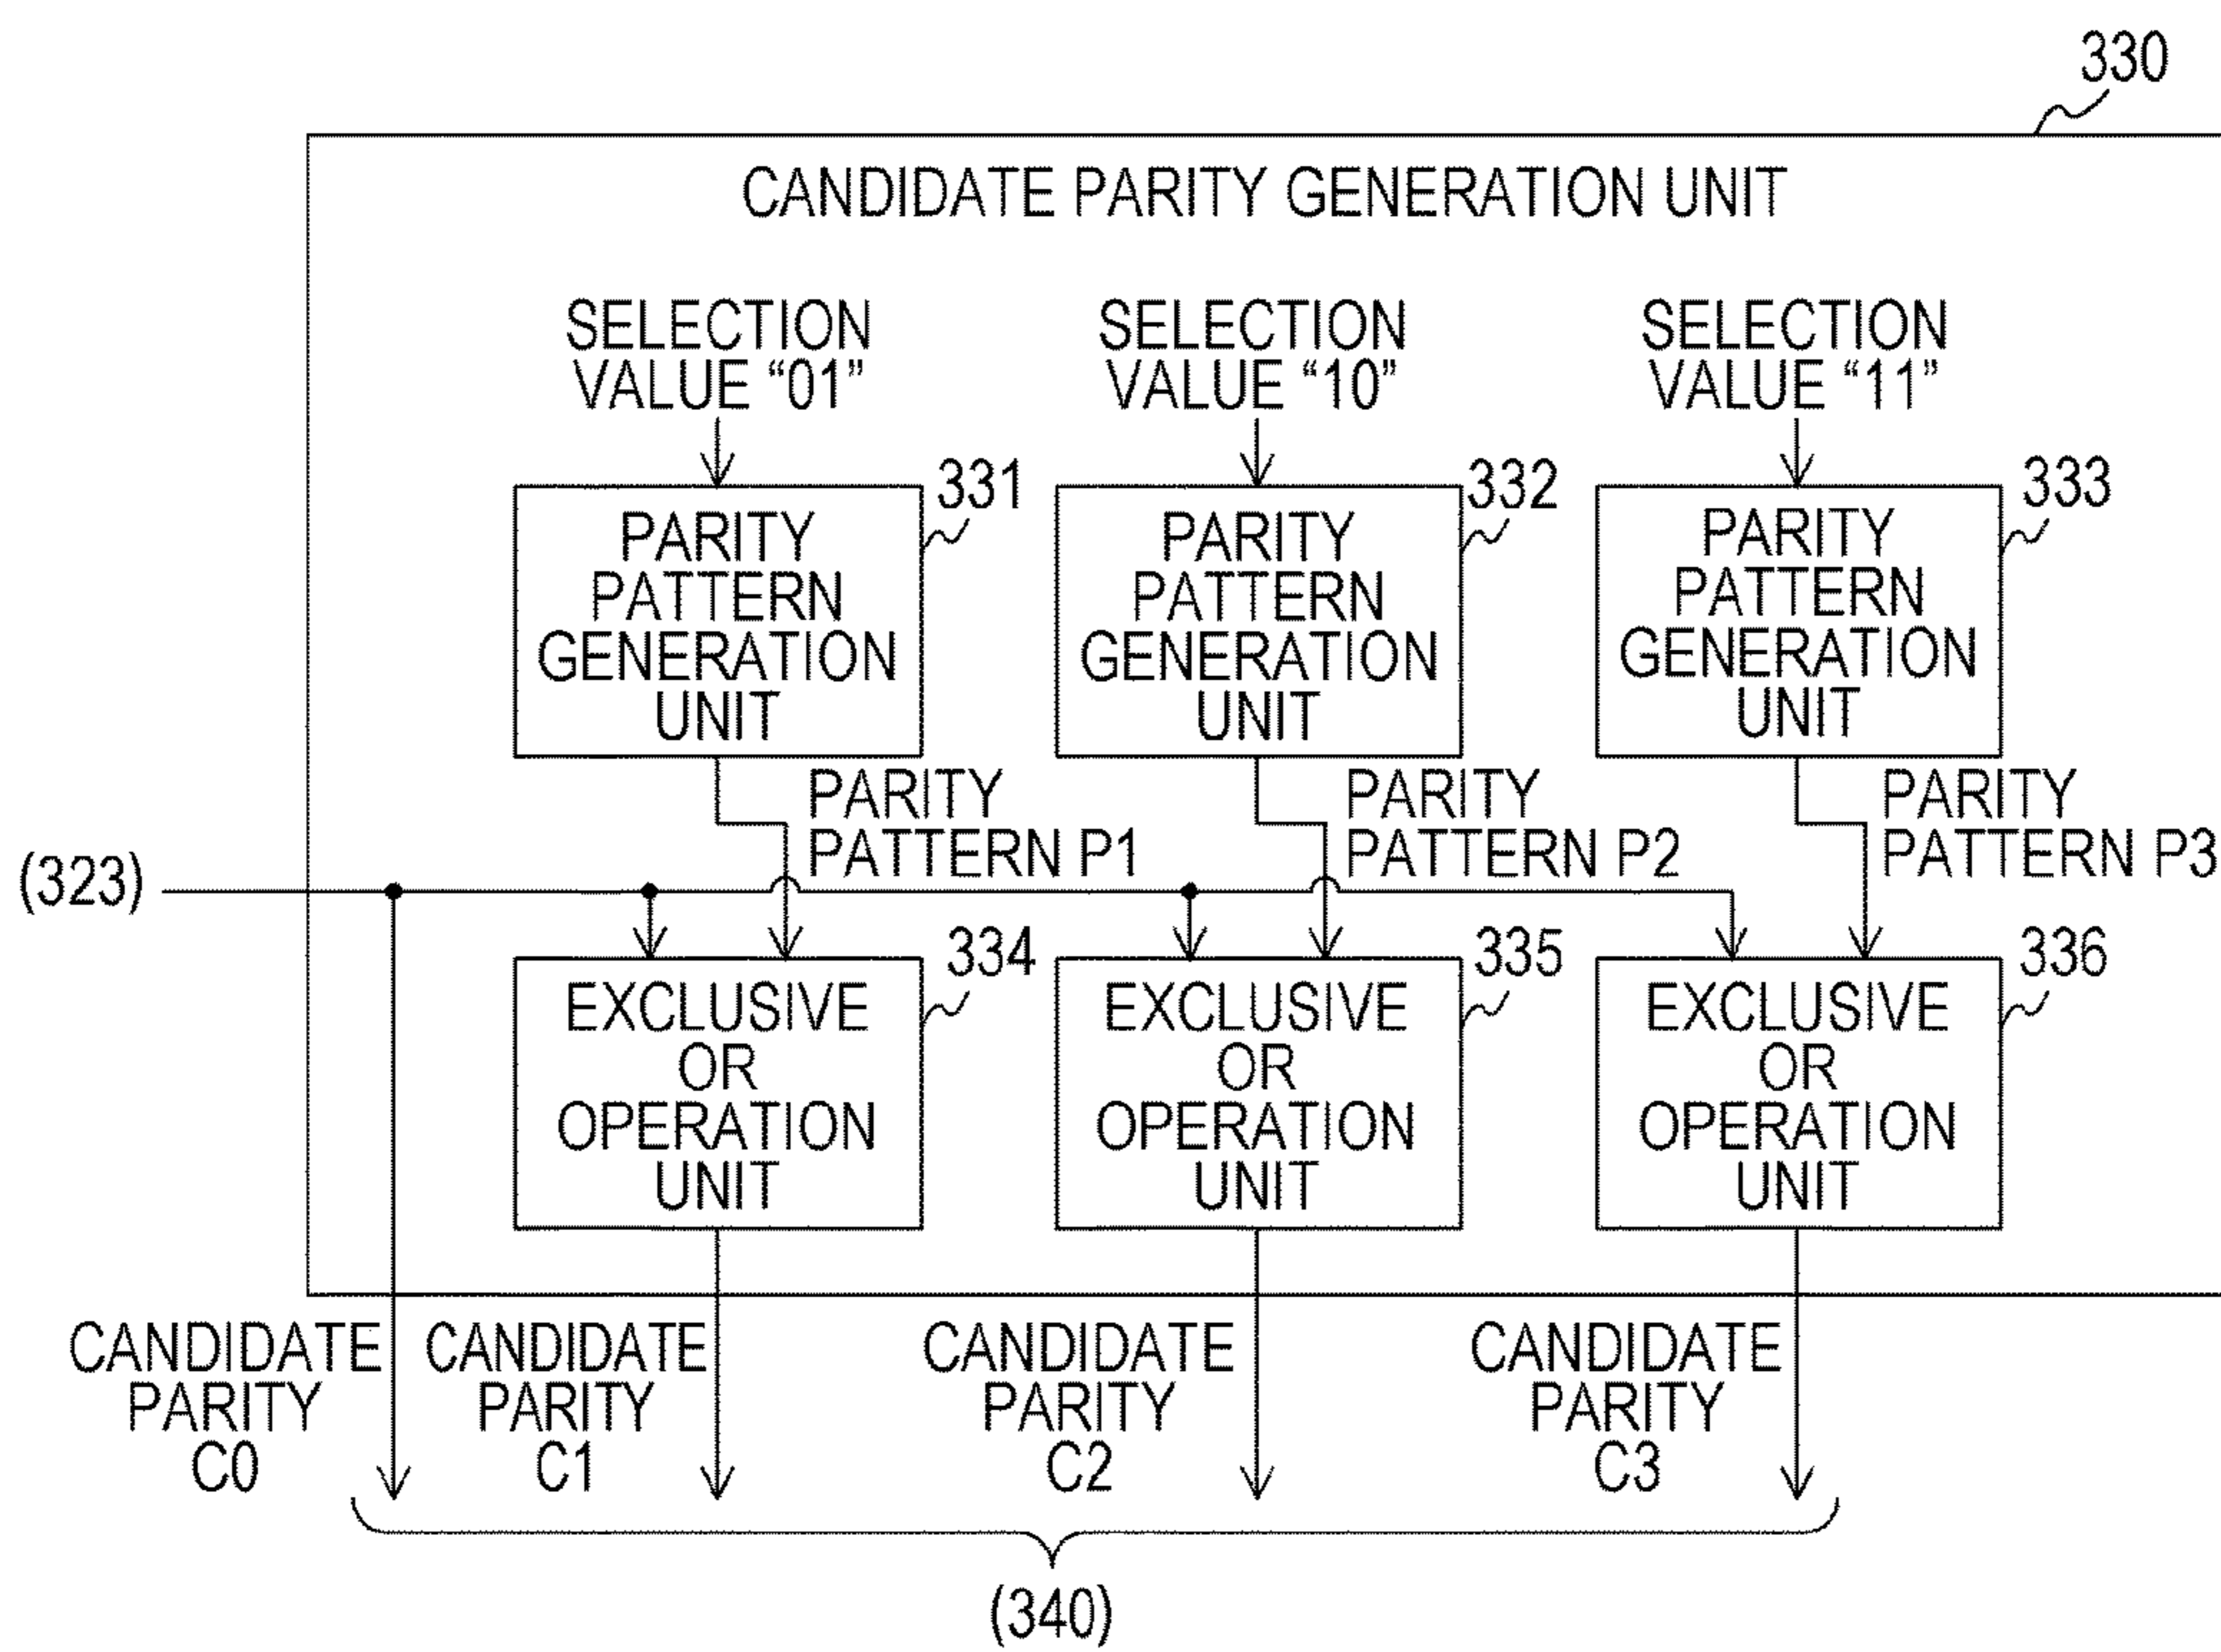 330
CANDIDATE PARITY GENERATION UNIT
SELECTION
VALUE “01”
SELECTION
VALUE “10”
SELECTION
VALUE “11”
331
PARITY
PATTERN
GENERATION
UNIT
332
PARITY
PATTERN
GENERATION
UNIT
333
PARITY
PATTERN
GENERATION
UNIT
PARITY
PATTERN P1
PARITY
PATTERN P2
PARITY
PATTERN P3
(323)
334
EXCLUSIVE
OR
OPERATION
UNIT
335
EXCLUSIVE
OR
OPERATION
UNIT
336
EXCLUSIVE
OR
OPERATION
UNIT
CANDIDATE
PARITY
C0
CANDIDATE
PARITY
C1
CANDIDATE
PARITY
C2
CANDIDATE
PARITY
C3
(340)